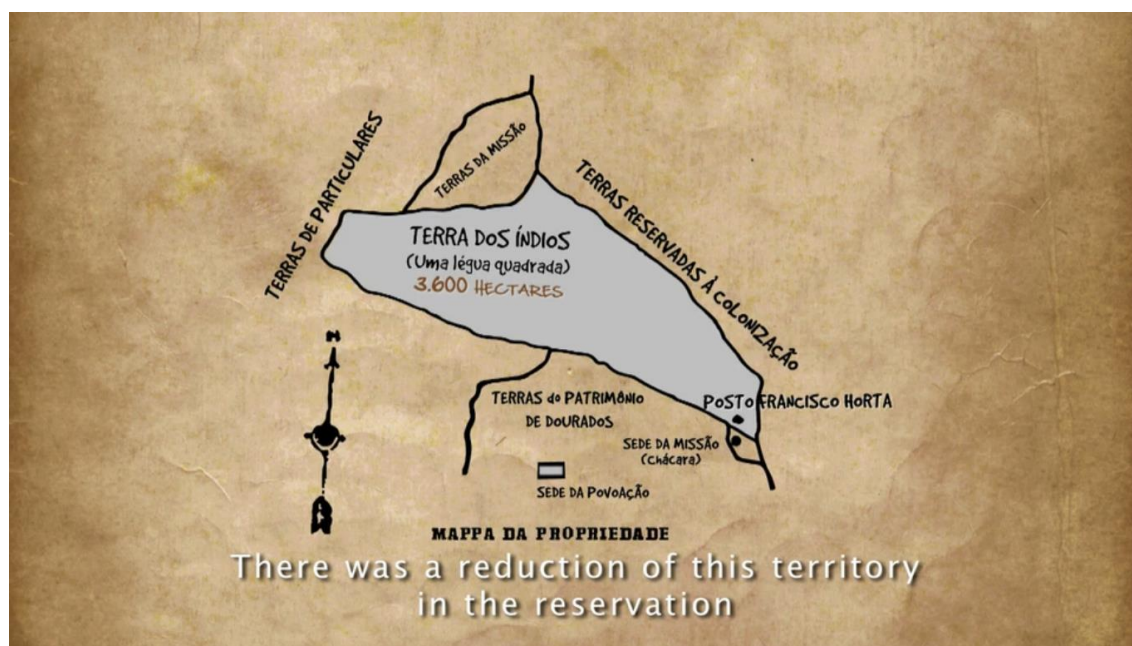 TERRAS DE PARTICULARES
TERRAS DA MISSÃO
TERRAS RESERVADAS À COLONIZAÇÃO
TERRA DOS ÍNDIOS
(Uma légua quadrada)
3.600 HECTARES
N
TERRAS do PATRIMÔNIO
DE DOURADOS
POSTO FRANCISCO HORTA
SEDE DA MISSÃO
(Chácara)
SEDE DA POVOAÇÃO
MAPPA DA PROPRIEDADE
There was a reduction of this territory
in the reservation